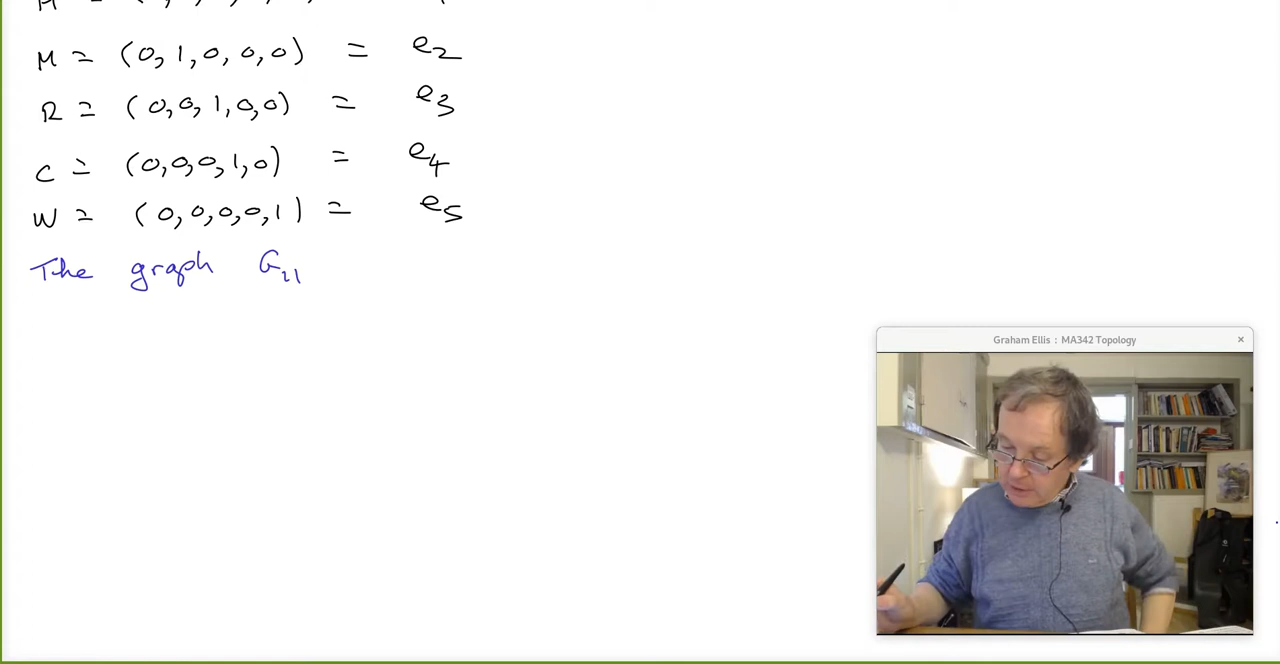 M = (0, 1, 0, 0, 0) = e2
R = (0, 0, 1, 0, 0) = e3
C = (0, 0, 0, 1, 0) = e4
W = (0, 0, 0, 0, 1) = e5
The graph G21
Graham Ellis : MA342 Topology